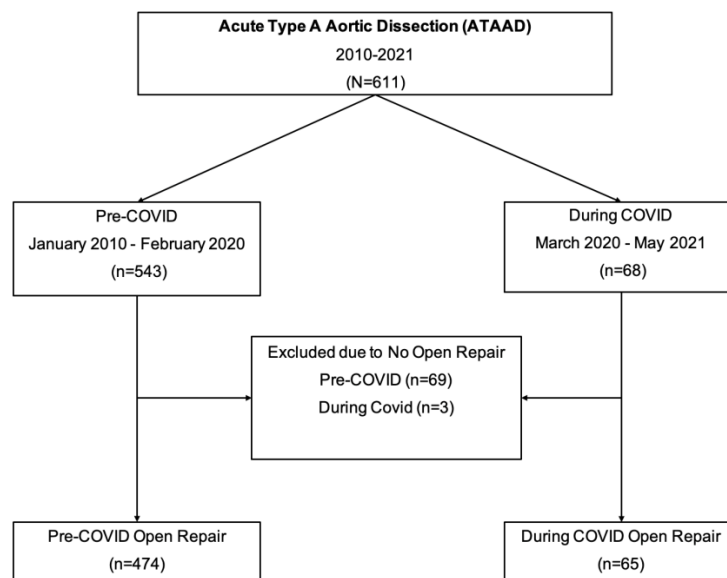 Acute Type A Aortic Dissection (ATAAD)
2010-2021
(N=611)
Pre-COVID
January 2010 - February 2020
(n=543)
During COVID
March 2020 - May 2021
(n=68)
Excluded due to No Open Repair
Pre-COVID (n=69)
During Covid (n=3)
Pre-COVID Open Repair
(n=474)
During COVID Open Repair
(n=65)